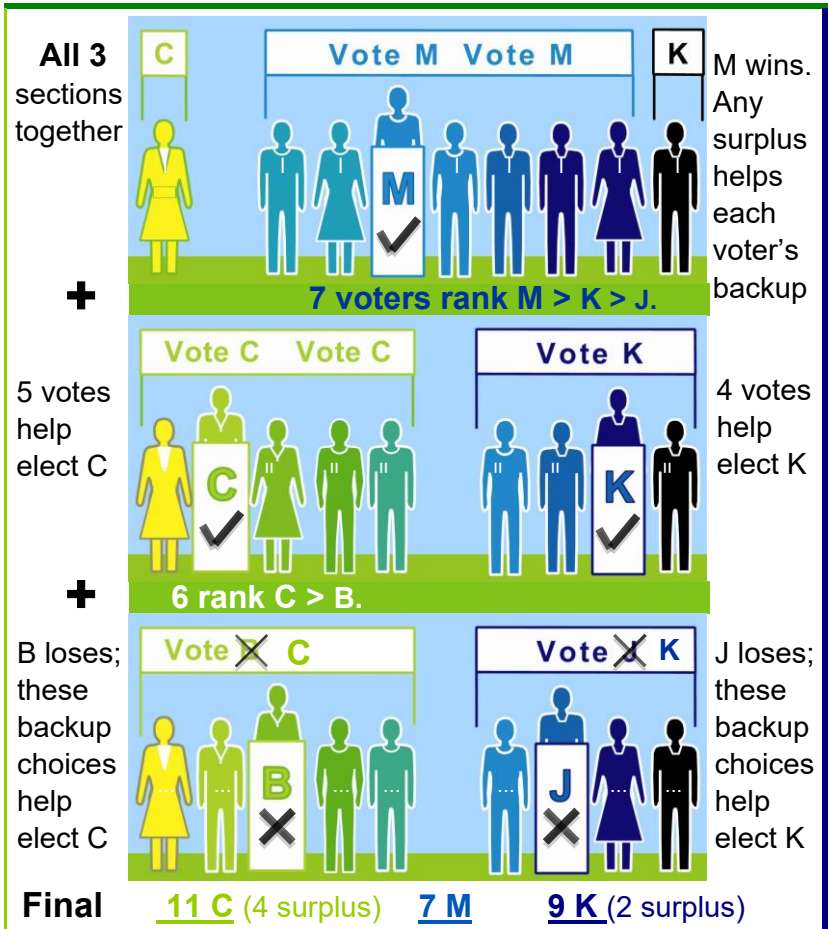 All 3
sections
together
C
Vote M Vote M
K
M wins.
Any
surplus
helps
each
voter's
backup
M
+
7 voters rank M > K > J.
Vote C Vote C
Vote K
5 votes
help
elect C
4 votes
help
elect K
C
K
+
6 rank C > B.
Vote B C
Vote J K
B loses;
these
backup
choices
help
elect C
J loses;
these
backup
choices
help
elect K
B
J
Final 11 C (4 surplus) 7 M 9 K (2 surplus)